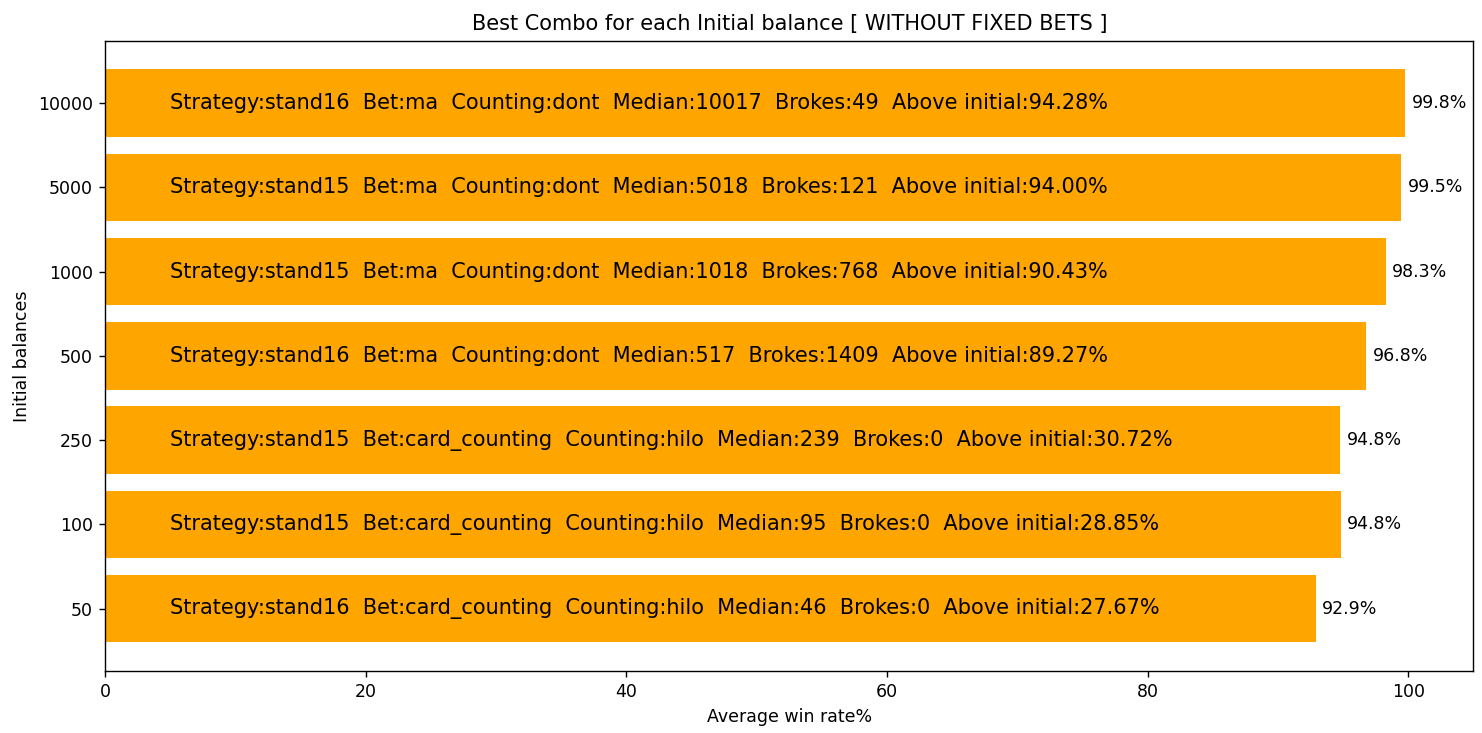 Best Combo for each Initial balance [ WITHOUT FIXED BETS ]
10000 Strategy:stand16 Bet:ma Counting:dont Median:10017 Brokes:49 Above initial:94.28% 99.8%
5000 Strategy:stand15 Bet:ma Counting:dont Median:5018 Brokes:121 Above initial:94.00% 99.5%
1000 Strategy:stand15 Bet:ma Counting:dont Median:1018 Brokes:768 Above initial:90.43% 98.3%
500 Strategy:stand16 Bet:ma Counting:dont Median:517 Brokes:1409 Above initial:89.27% 96.8%
250 Strategy:stand15 Bet:card_counting Counting:hilo Median:239 Brokes:0 Above initial:30.72% 94.8%
100 Strategy:stand15 Bet:card_counting Counting:hilo Median:95 Brokes:0 Above initial:28.85% 94.8%
50 Strategy:stand16 Bet:card_counting Counting:hilo Median:46 Brokes:0 Above initial:27.67% 92.9%
Initial balances
0 20 40 60 80 100
Average win rate%